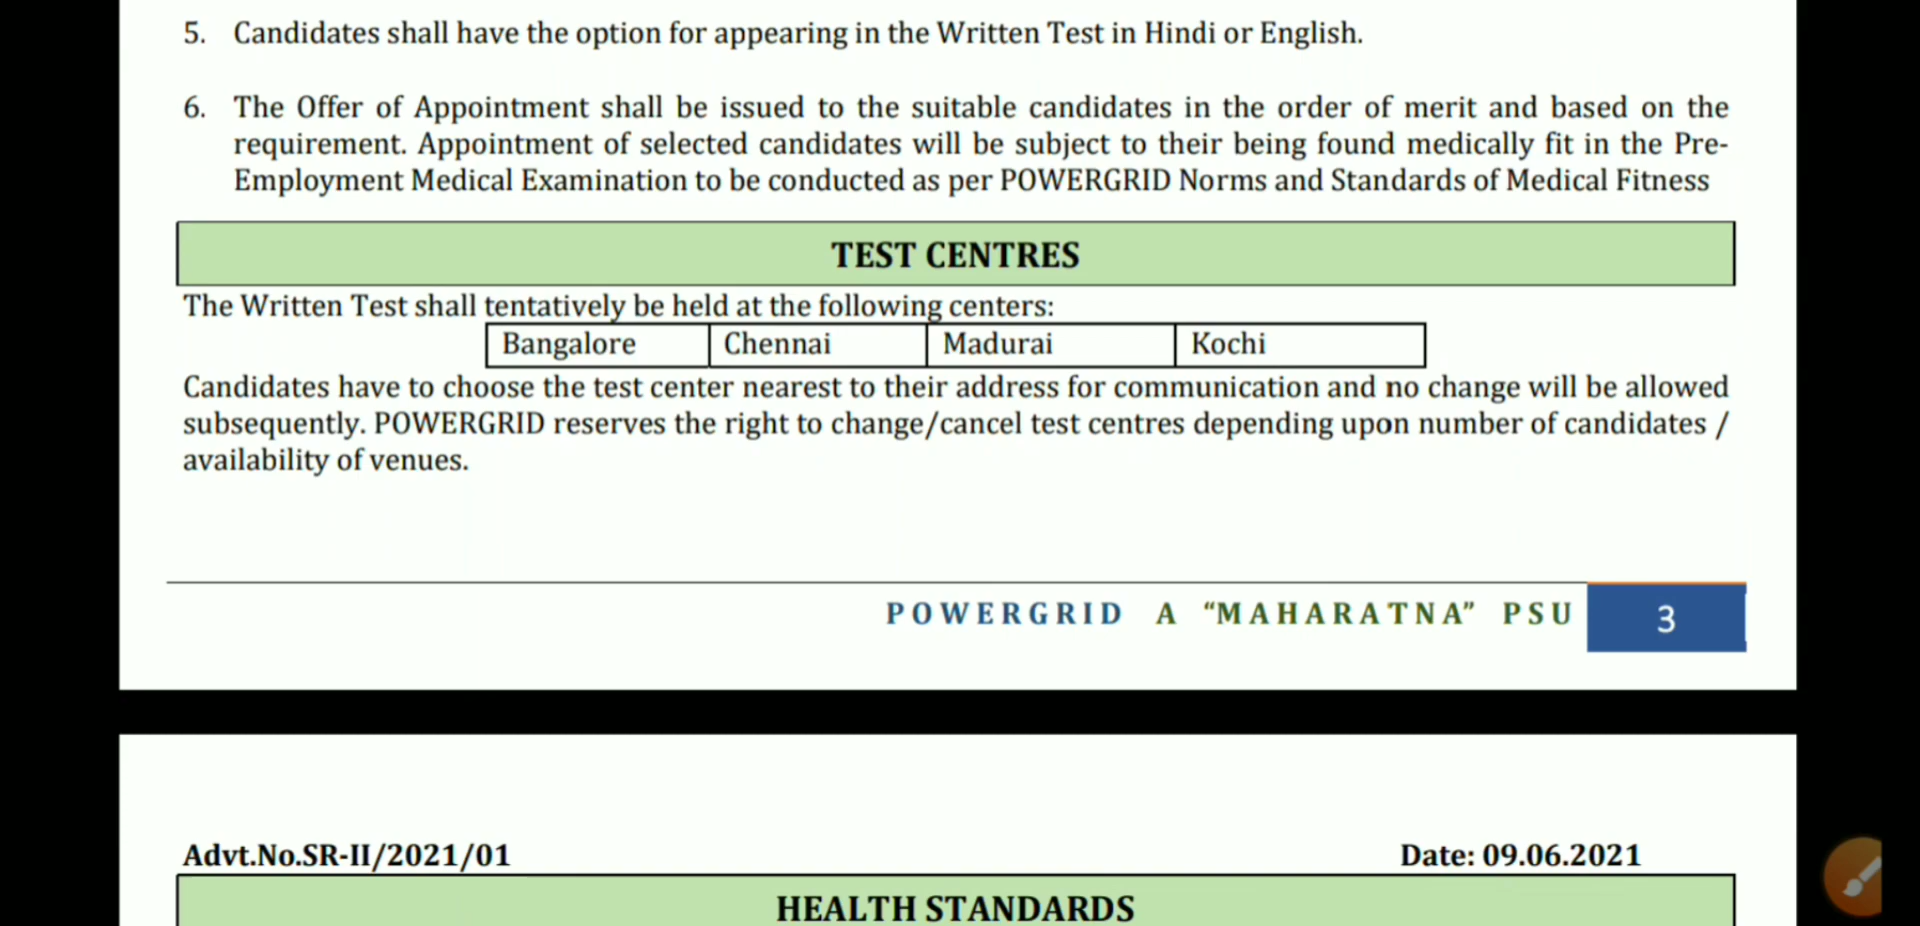 5. Candidates shall have the option for appearing in the Written Test in Hindi or English.
6. The Offer of Appointment shall be issued to the suitable candidates in the order of merit and based on the
requirement. Appointment of selected candidates will be subject to their being found medically fit in the Pre-
Employment Medical Examination to be conducted as per POWERGRID Norms and Standards of Medical Fitness
TEST CENTRES
The Written Test shall tentatively be held at the following centers:
Bangalore Chennai Madurai Kochi
Candidates have to choose the test center nearest to their address for communication and no change will be allowed
subsequently. POWERGRID reserves the right to change/cancel test centres depending upon number of candidates /
availability of venues.
POWERGRID A “MAHARATNA” PSU 3
Advt.No.SR-II/2021/01 Date: 09.06.2021
HEALTH STANDARDS